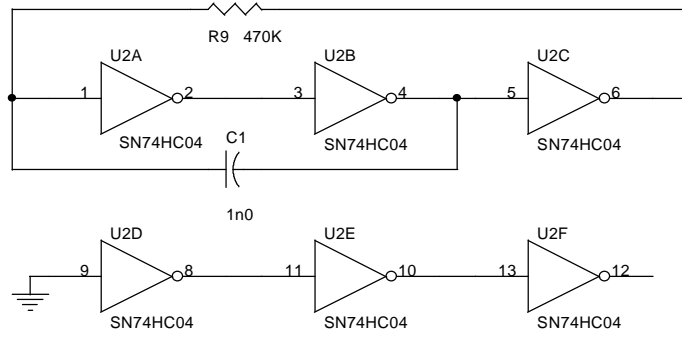 R9 470K
U2A U2B U2C
1 2 3 4 5 6
SN74HC04 C1 SN74HC04 SN74HC04
1n0
U2D U2E U2F
9 8 11 10 13 12
SN74HC04 SN74HC04 SN74HC04